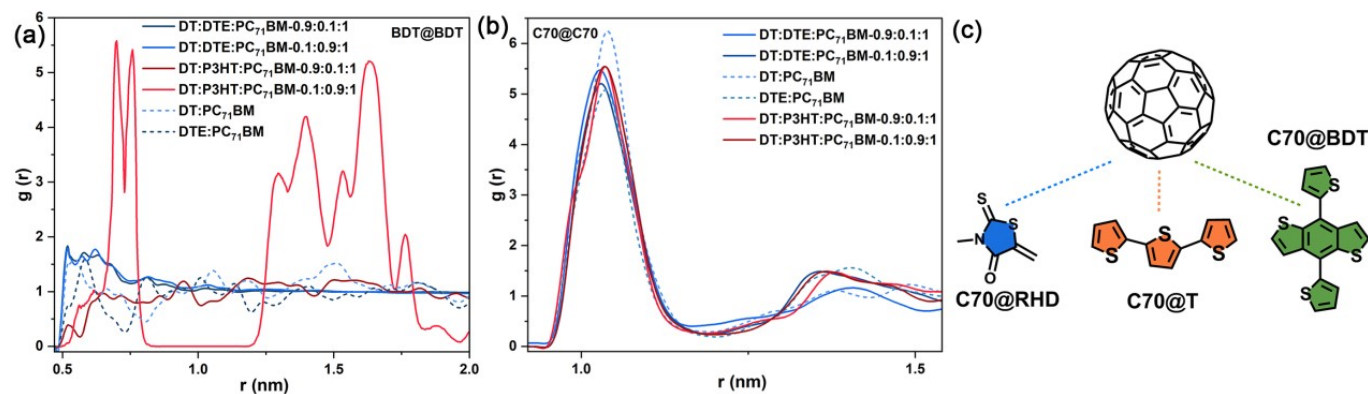 (a)
BDT@BDT
DT:DTE:PC₇₁BM-0.9:0.1:1
DT:DTE:PC₇₁BM-0.1:0.9:1
DT:P3HT:PC₇₁BM-0.9:0.1:1
DT:P3HT:PC₇₁BM-0.1:0.9:1
DT:PC₇₁BM
DTE:PC₇₁BM
g (r)
6
5
4
3
2
1
0
0.5 1.0 1.5 2.0
r (nm)
(b)
C70@C70
DT:DTE:PC₇₁BM-0.9:0.1:1
DT:DTE:PC₇₁BM-0.1:0.9:1
DT:PC₇₁BM
DTE:PC₇₁BM
DT:P3HT:PC₇₁BM-0.9:0.1:1
DT:P3HT:PC₇₁BM-0.1:0.9:1
g (r)
6
5
4
3
2
1
0
1.0 1.5
r (nm)
(c)
C70@BDT
S
S
S
N
O
S
S
S
S
S
S
S
C70@RHD
C70@T